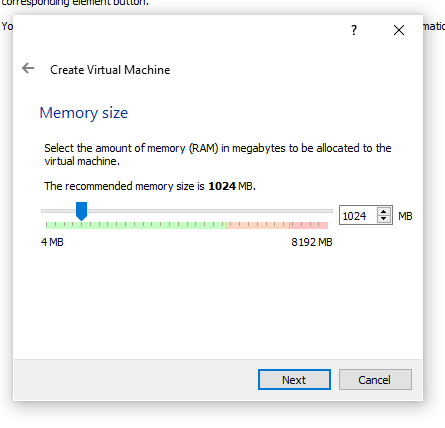 corresponding element button.
?
Create Virtual Machine
Memory size
Select the amount of memory (RAM) in megabytes to be allocated to the
virtual machine.
The recommended memory size is 1024 MB.
1024 MB
4 MB 8192 MB
Next Cancel